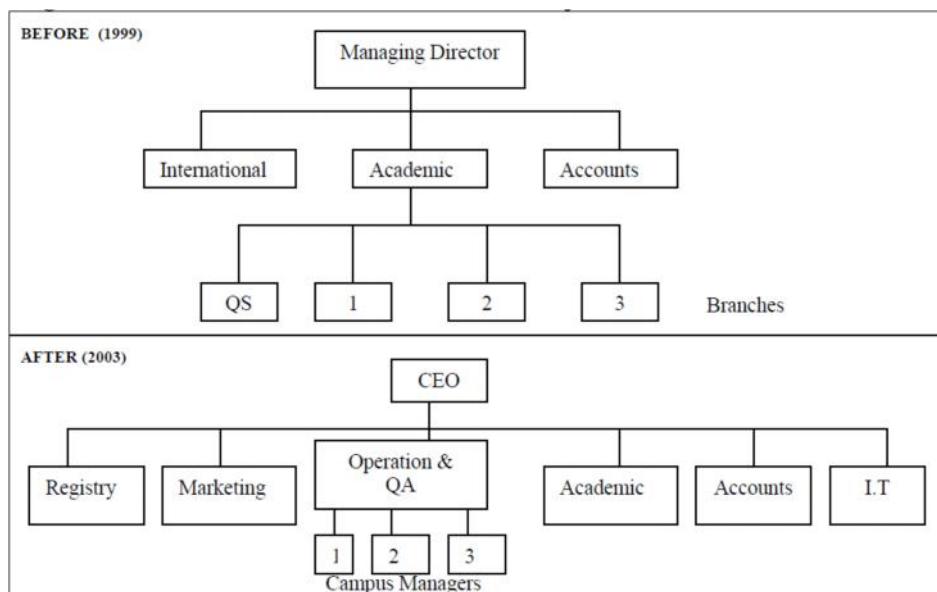 BEFORE (1999)
Managing Director
International
Academic
Accounts
QS
1
2
3
Branches
AFTER (2003)
CEO
Registry
Marketing
Operation &
QA
Academic
Accounts
I.T
1
2
3
Campus Managers